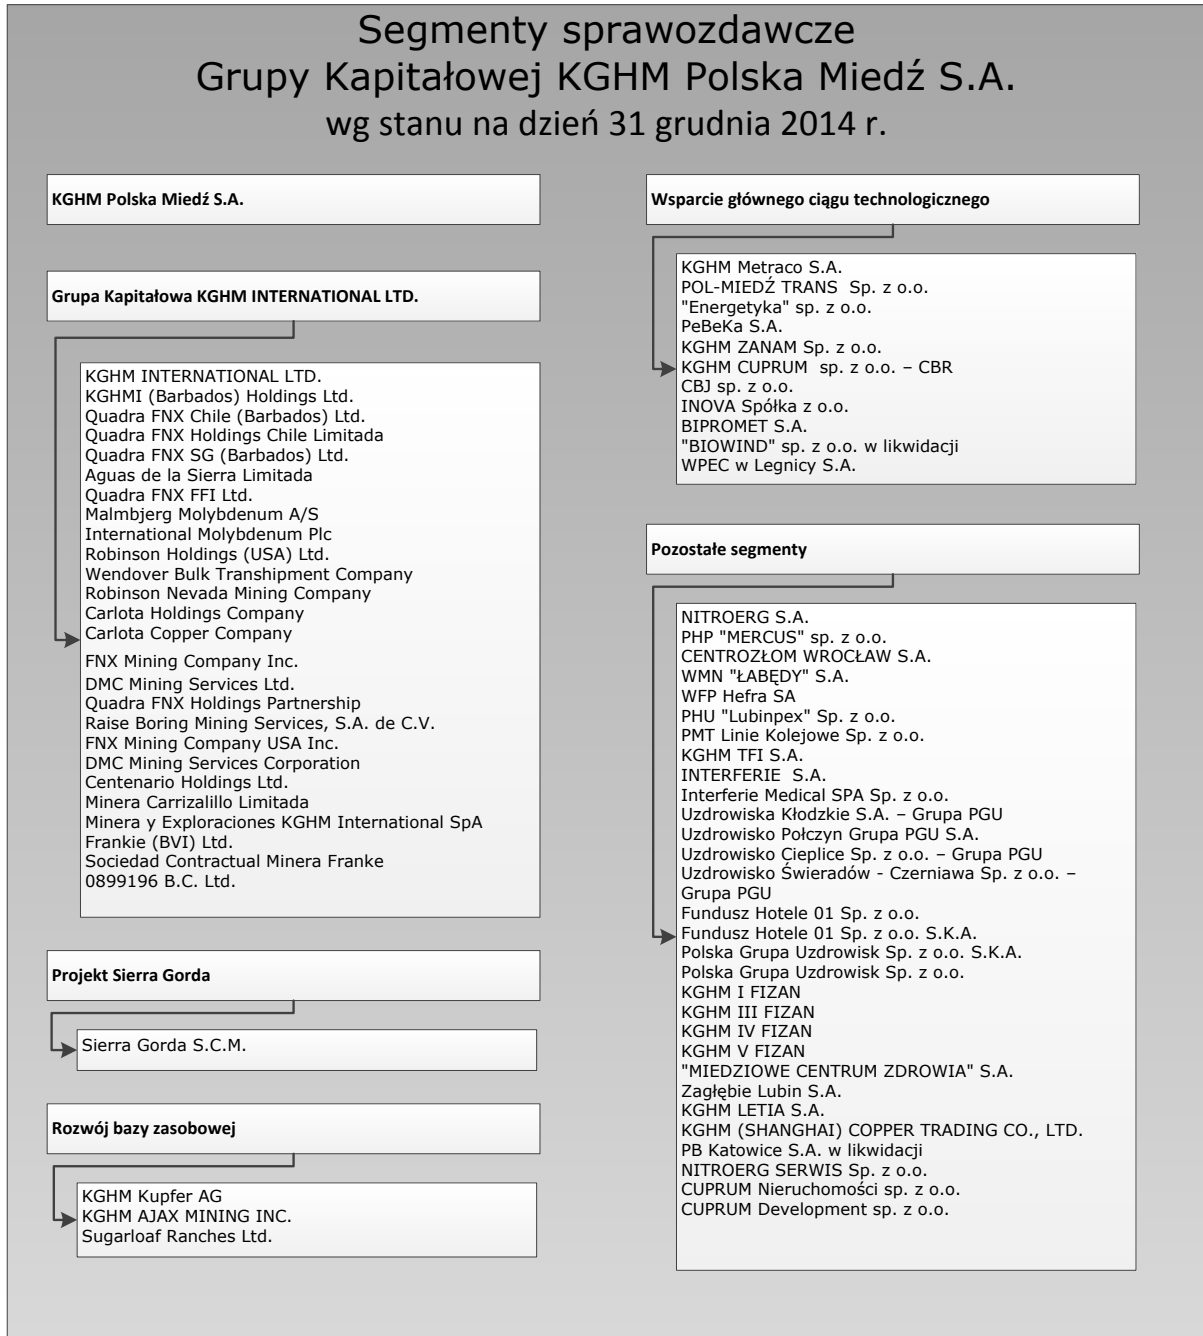 Segmenty sprawozdawcze
Grupy Kapitałowej KGHM Polska Miedź S.A.
wg stanu na dzień 31 grudnia 2014 r.
KGHM Polska Miedź S.A.
Grupa Kapitałowa KGHM INTERNATIONAL LTD.
KGHM INTERNATIONAL LTD.
KGHMI (Barbados) Holdings Ltd.
Quadra FNX Chile (Barbados) Ltd.
Quadra FNX Holdings Chile Limitada
Quadra FNX SG (Barbados) Ltd.
Aguas de la Sierra Limitada
Quadra FNX FFI Ltd.
Malmbjerg Molybdenum A/S
International Molybdenum Plc
Robinson Holdings (USA) Ltd.
Wendover Bulk Transhipment Company
Robinson Nevada Mining Company
Carlota Holdings Company
Carlota Copper Company
FNX Mining Company Inc.
DMC Mining Services Ltd.
Quadra FNX Holdings Partnership
Raise Boring Mining Services, S.A. de C.V.
FNX Mining Company USA Inc.
DMC Mining Services Corporation
Centenario Holdings Ltd.
Minera Carrizalillo Limitada
Minera y Exploraciones KGHM International SpA
Frankie (BVI) Ltd.
Sociedad Contractual Minera Franke
0899196 B.C. Ltd.
Projekt Sierra Gorda
Sierra Gorda S.C.M.
Rozwój bazy zasobowej
KGHM Kupfer AG
KGHM AJAX MINING INC.
Sugarloaf Ranches Ltd.
Wsparcie głównego ciągu technologicznego
KGHM Metraco S.A.
POL-MIEDŹ TRANS Sp. z o.o.
"Energetyka" sp. z o.o.
PeBeKa S.A.
KGHM ZANAM Sp. z o.o.
KGHM CUPRUM sp. z o.o. – CBR
CBJ sp. z o.o.
INOVA Spółka z o.o.
BIPROMET S.A.
"BIOWIND" sp. z o.o. w likwidacji
WPEC w Legnicy S.A.
Pozostałe segmenty
NITROERG S.A.
PHP "MERCUS" sp. z o.o.
CENTROZŁOM WROCŁAW S.A.
WMN "ŁABĘDY" S.A.
WFP Hefra SA
PHU "Lubinpex" Sp. z o.o.
PMT Linie Kolejowe Sp. z o.o.
KGHM TFI S.A.
INTERFERIE S.A.
Interferie Medical SPA Sp. z o.o.
Uzdrowiska Kłodzkie S.A. – Grupa PGU
Uzdrowisko Połczyn Grupa PGU S.A.
Uzdrowisko Cieplice Sp. z o.o. – Grupa PGU
Uzdrowisko Świeradów - Czerniawa Sp. z o.o. –
Grupa PGU
Fundusz Hotele 01 Sp. z o.o.
Fundusz Hotele 01 Sp. z o.o. S.K.A.
Polska Grupa Uzdrowisk Sp. z o.o. S.K.A.
Polska Grupa Uzdrowisk Sp. z o.o.
KGHM I FIZAN
KGHM III FIZAN
KGHM IV FIZAN
KGHM V FIZAN
"MIEDZIOWE CENTRUM ZDROWIA" S.A.
Zagłębie Lubin S.A.
KGHM LETIA S.A.
KGHM (SHANGHAI) COPPER TRADING CO., LTD.
PB Katowice S.A. w likwidacji
NITROERG SERWIS Sp. z o.o.
CUPRUM Nieruchomości sp. z o.o.
CUPRUM Development sp. z o.o.